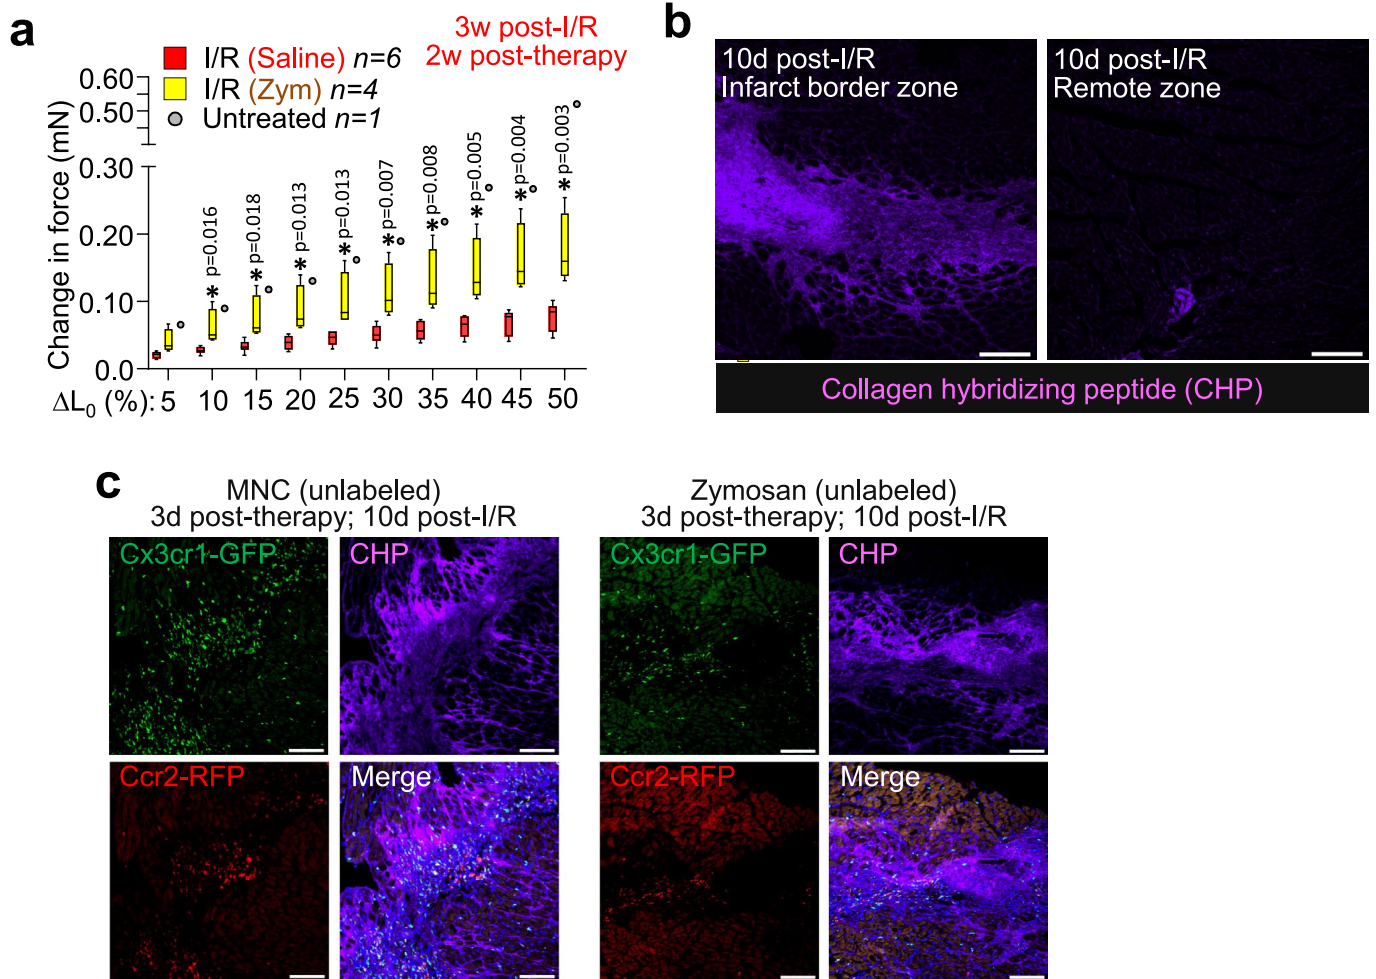 a
3w post-I/R
2w post-therapy
I/R (Saline) n=6
I/R (Zym) n=4
Untreated n=1
Change in force (mN)
0.60
0.50
0.30
0.20
0.10
0.0
p=0.016
p=0.018
p=0.013
p=0.013
p=0.007
p=0.008
p=0.005
p=0.004
p=0.003
* * * * * * * * *
ΔL₀ (%): 5 10 15 20 25 30 35 40 45 50
b
10d post-I/R
Infarct border zone
10d post-I/R
Remote zone
Collagen hybridizing peptide (CHP)
c
MNC (unlabeled)
3d post-therapy; 10d post-I/R
Cx3cr1-GFP
CHP
Ccr2-RFP
Merge
Zymosan (unlabeled)
3d post-therapy; 10d post-I/R
Cx3cr1-GFP
CHP
Ccr2-RFP
Merge